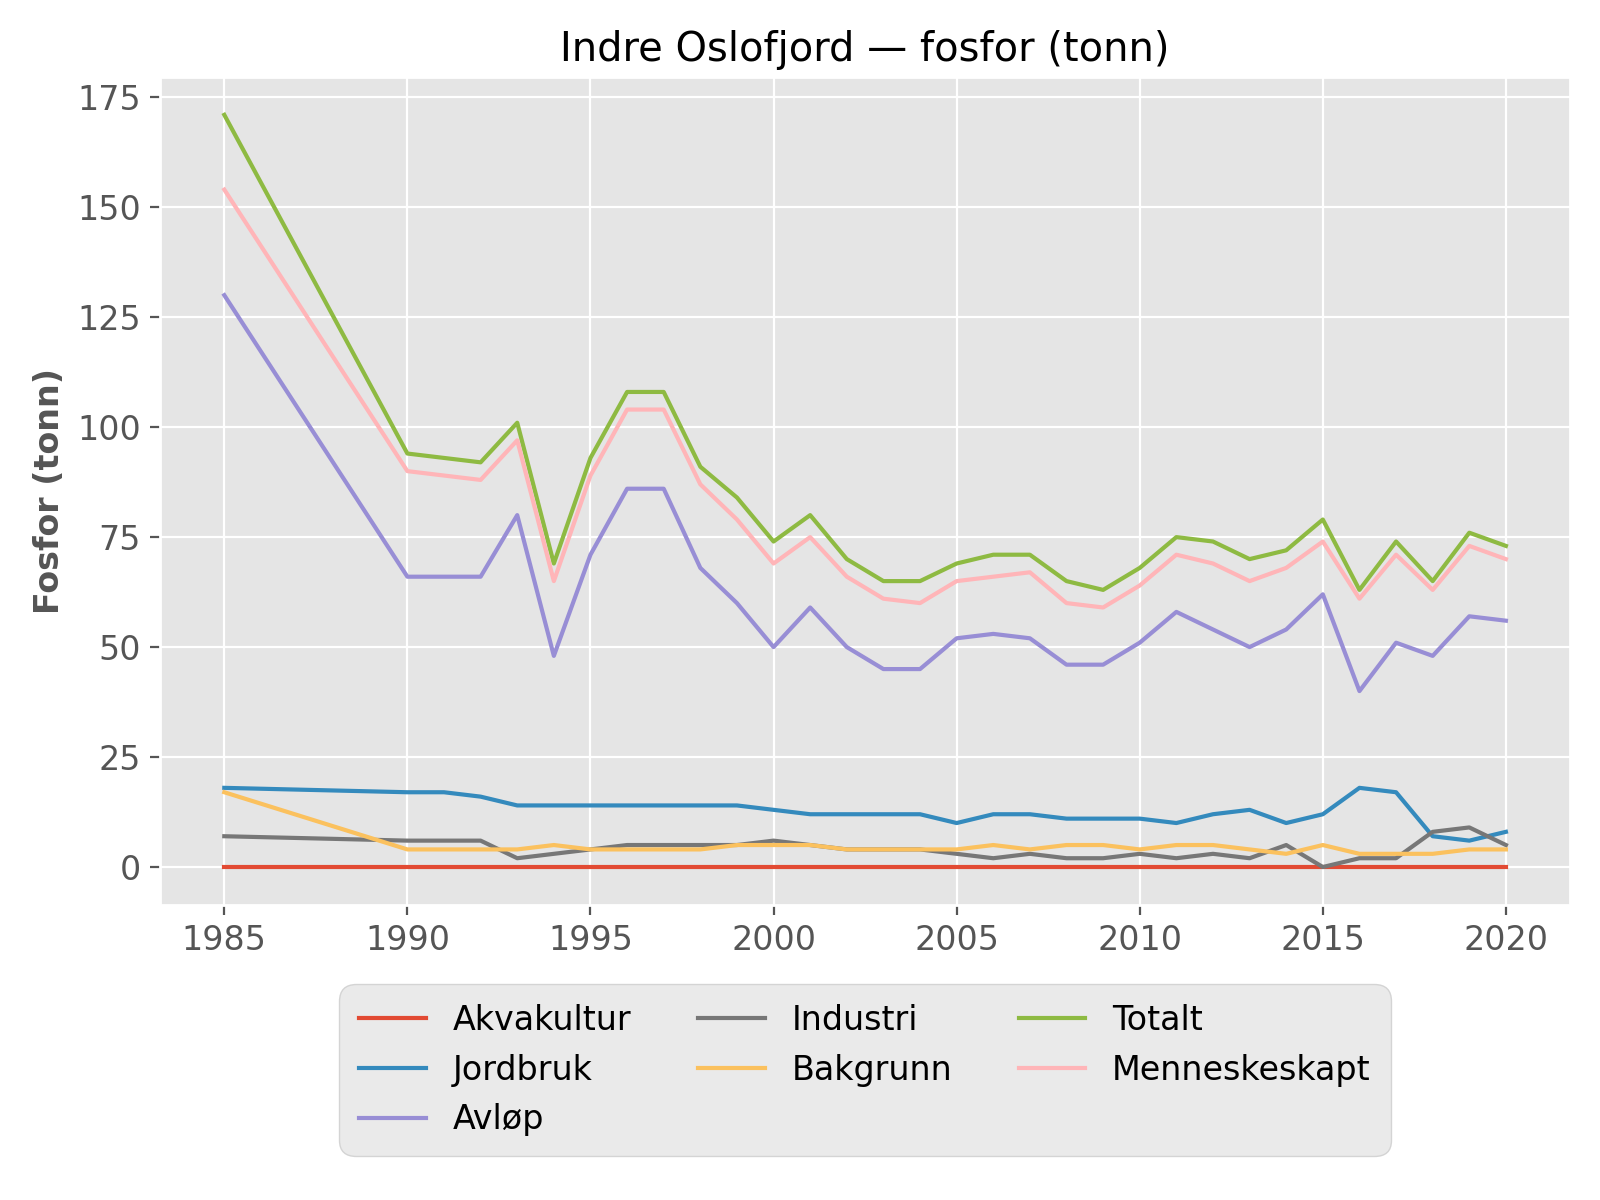 Indre Oslofjord — fosfor (tonn)
Fosfor (tonn)
175
150
125
100
75
50
25
0
1985 1990 1995 2000 2005 2010 2015 2020
Akvakultur Industri Totalt
Jordbruk Bakgrunn Menneskeskapt
Avløp